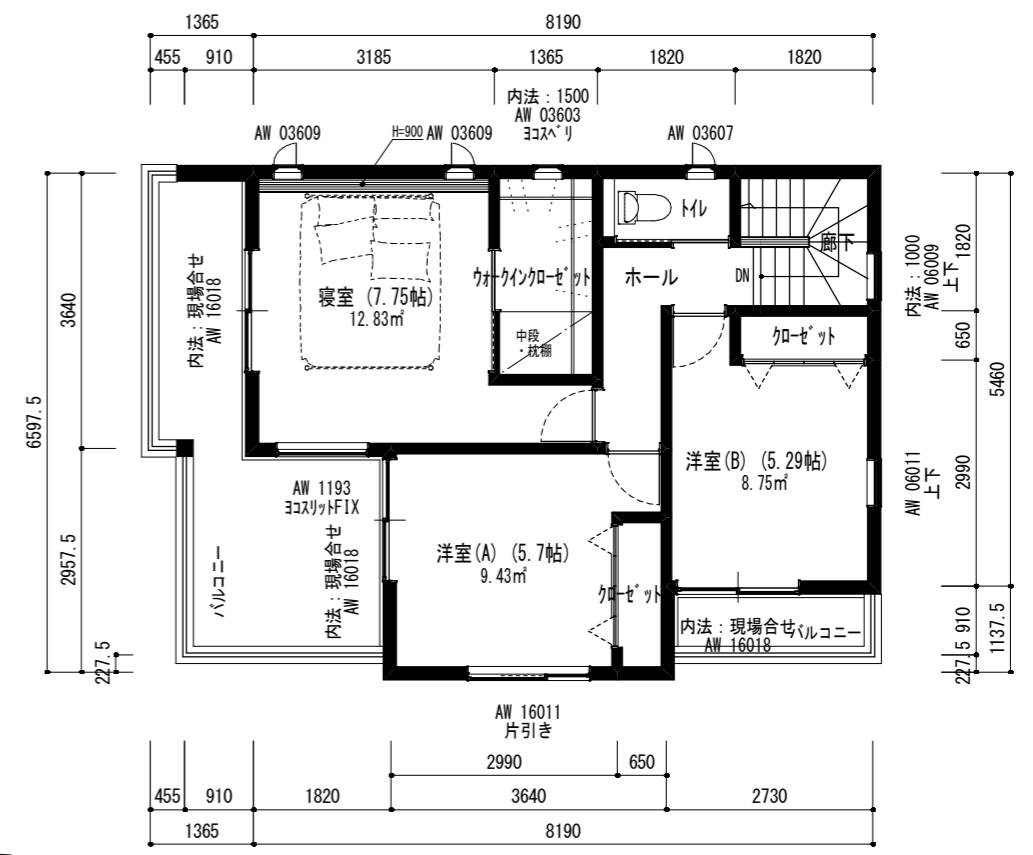 1365
8190
455
910
3185
1365
1820
1820
内法：1500
AW 03603
ﾖｺｽﾍﾞﾘ
AW 03609
H=900
AW 03609
AW 03607
ﾄｲﾚ
廊下
ホール
DN
ウォークインクローゼット
寝室 (7.75帖)
12.83㎡
中段
・枕棚
クローゼット
内法：現場合せ
AW 16018
内法：1000
AW 06009
上下
1820
650
5460
2990
910
227.5
1137.5
3640
6597.5
2957.5
227.5
洋室(B) (5.29帖)
8.75㎡
AW 06011
上下
AW 1193
ﾖｺｽﾘｯﾄFIX
内法：現場合せ
AW 16018
バルコニー
洋室(A) (5.7帖)
9.43㎡
クローゼット
内法：現場合せ
AW 16018
バルコニー
AW 16011
片引き
2990
650
455
910
1820
3640
2730
1365
8190